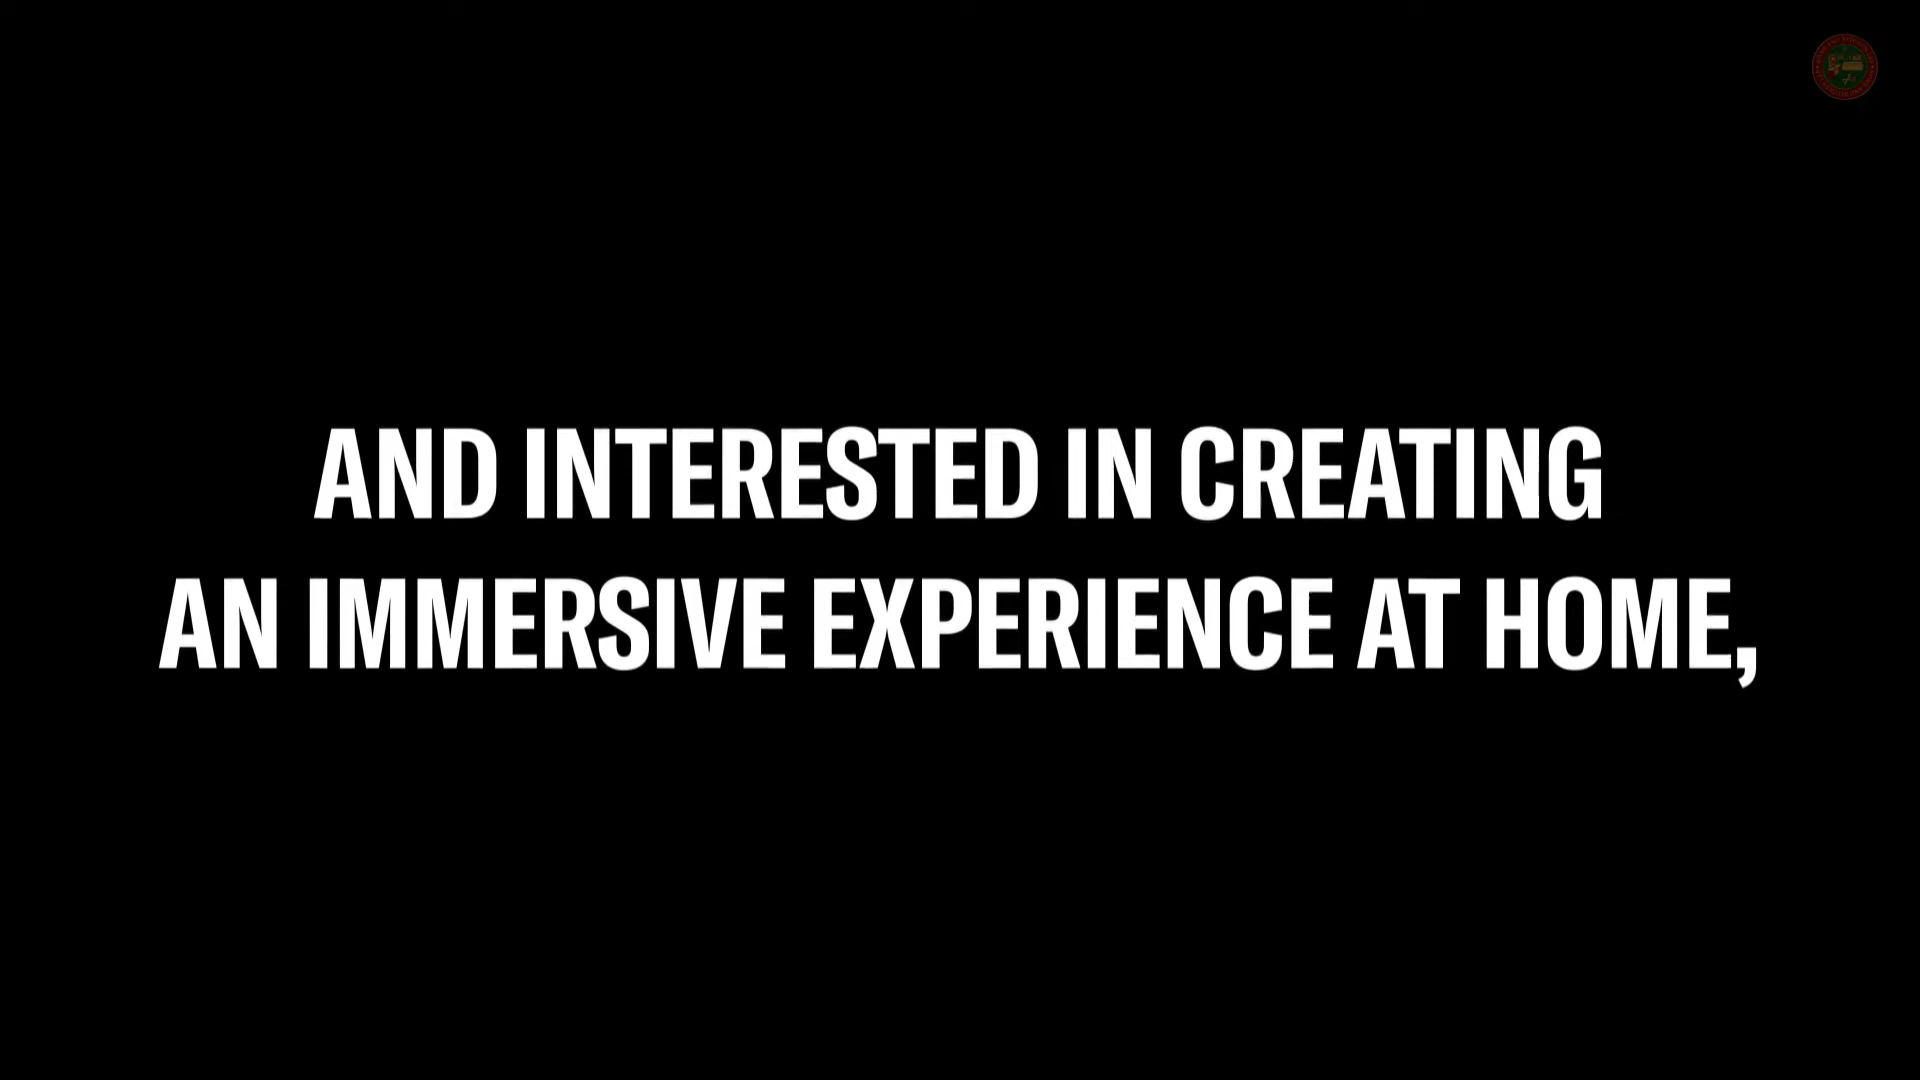 AND INTERESTED IN CREATING
AN IMMERSIVE EXPERIENCE AT HOME,